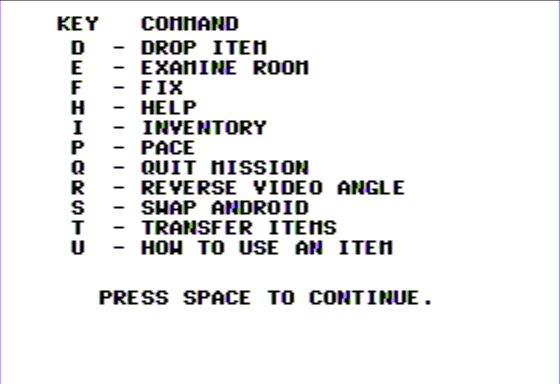 KEY COMMAND
D - DROP ITEM
E - EXAMINE ROOM
F - FIX
H - HELP
I - INVENTORY
P - PACE
Q - QUIT MISSION
R - REVERSE VIDEO ANGLE
S - SWAP ANDROID
T - TRANSFER ITEMS
U - HOW TO USE AN ITEM
PRESS SPACE TO CONTINUE.